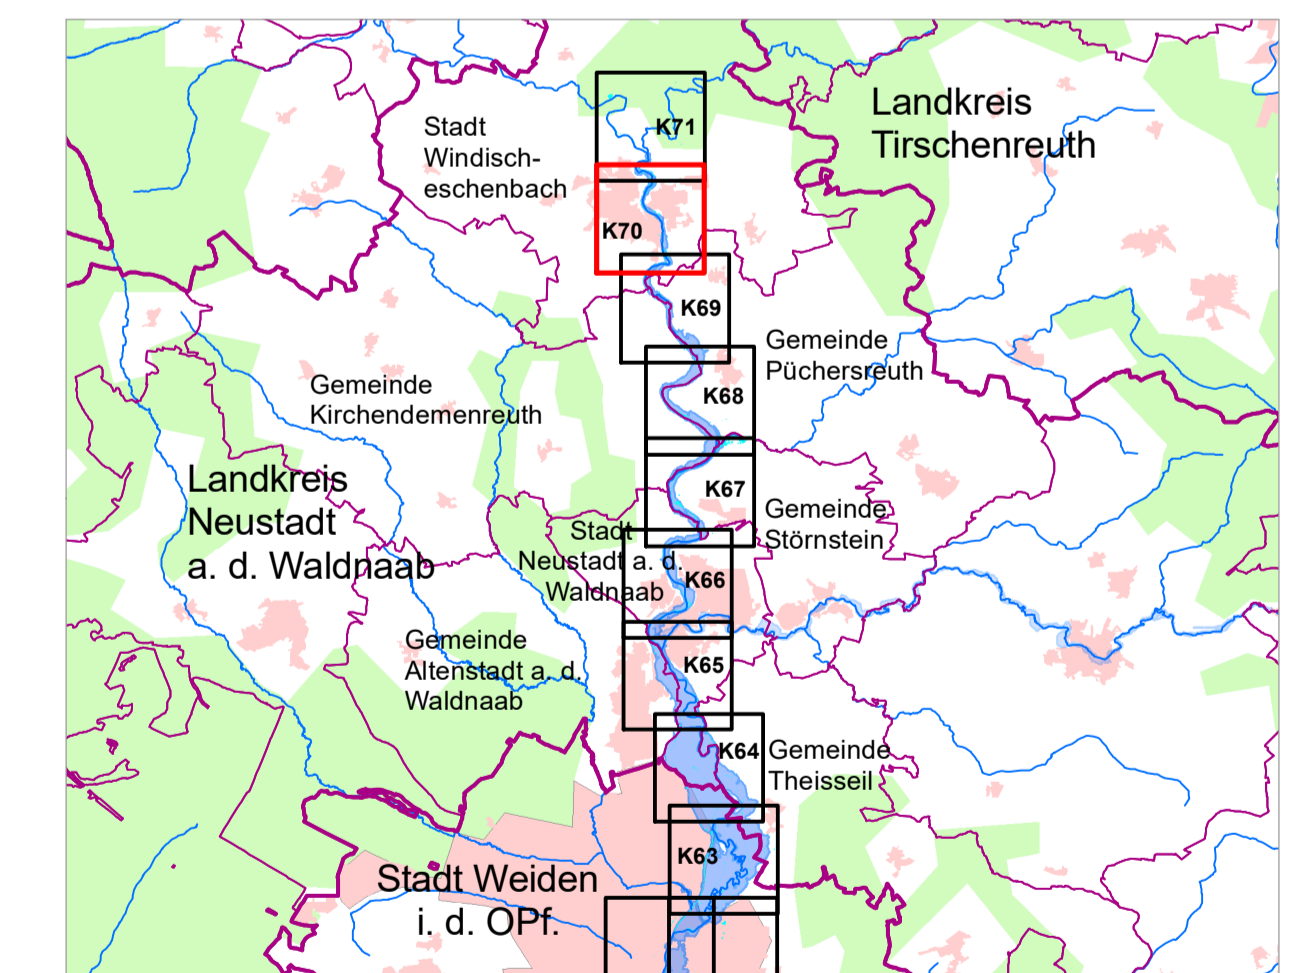 Landkreis
Tirschenreuth
Stadt
Windisch-
eschenbach
K71
K70
K69
Gemeinde
Püchersreuth
Gemeinde
Kirchendemenreuth
K68
Landkreis
Neustadt
a. d. Waldnaab
K67
Gemeinde
Störnstein
Stadt
Neustadt a. d.
Waldnaab
K66
Gemeinde
Altenstadt a. d.
Waldnaab
K65
K64
Gemeinde
Theisseil
K63
Stadt Weiden
i. d. OPf.